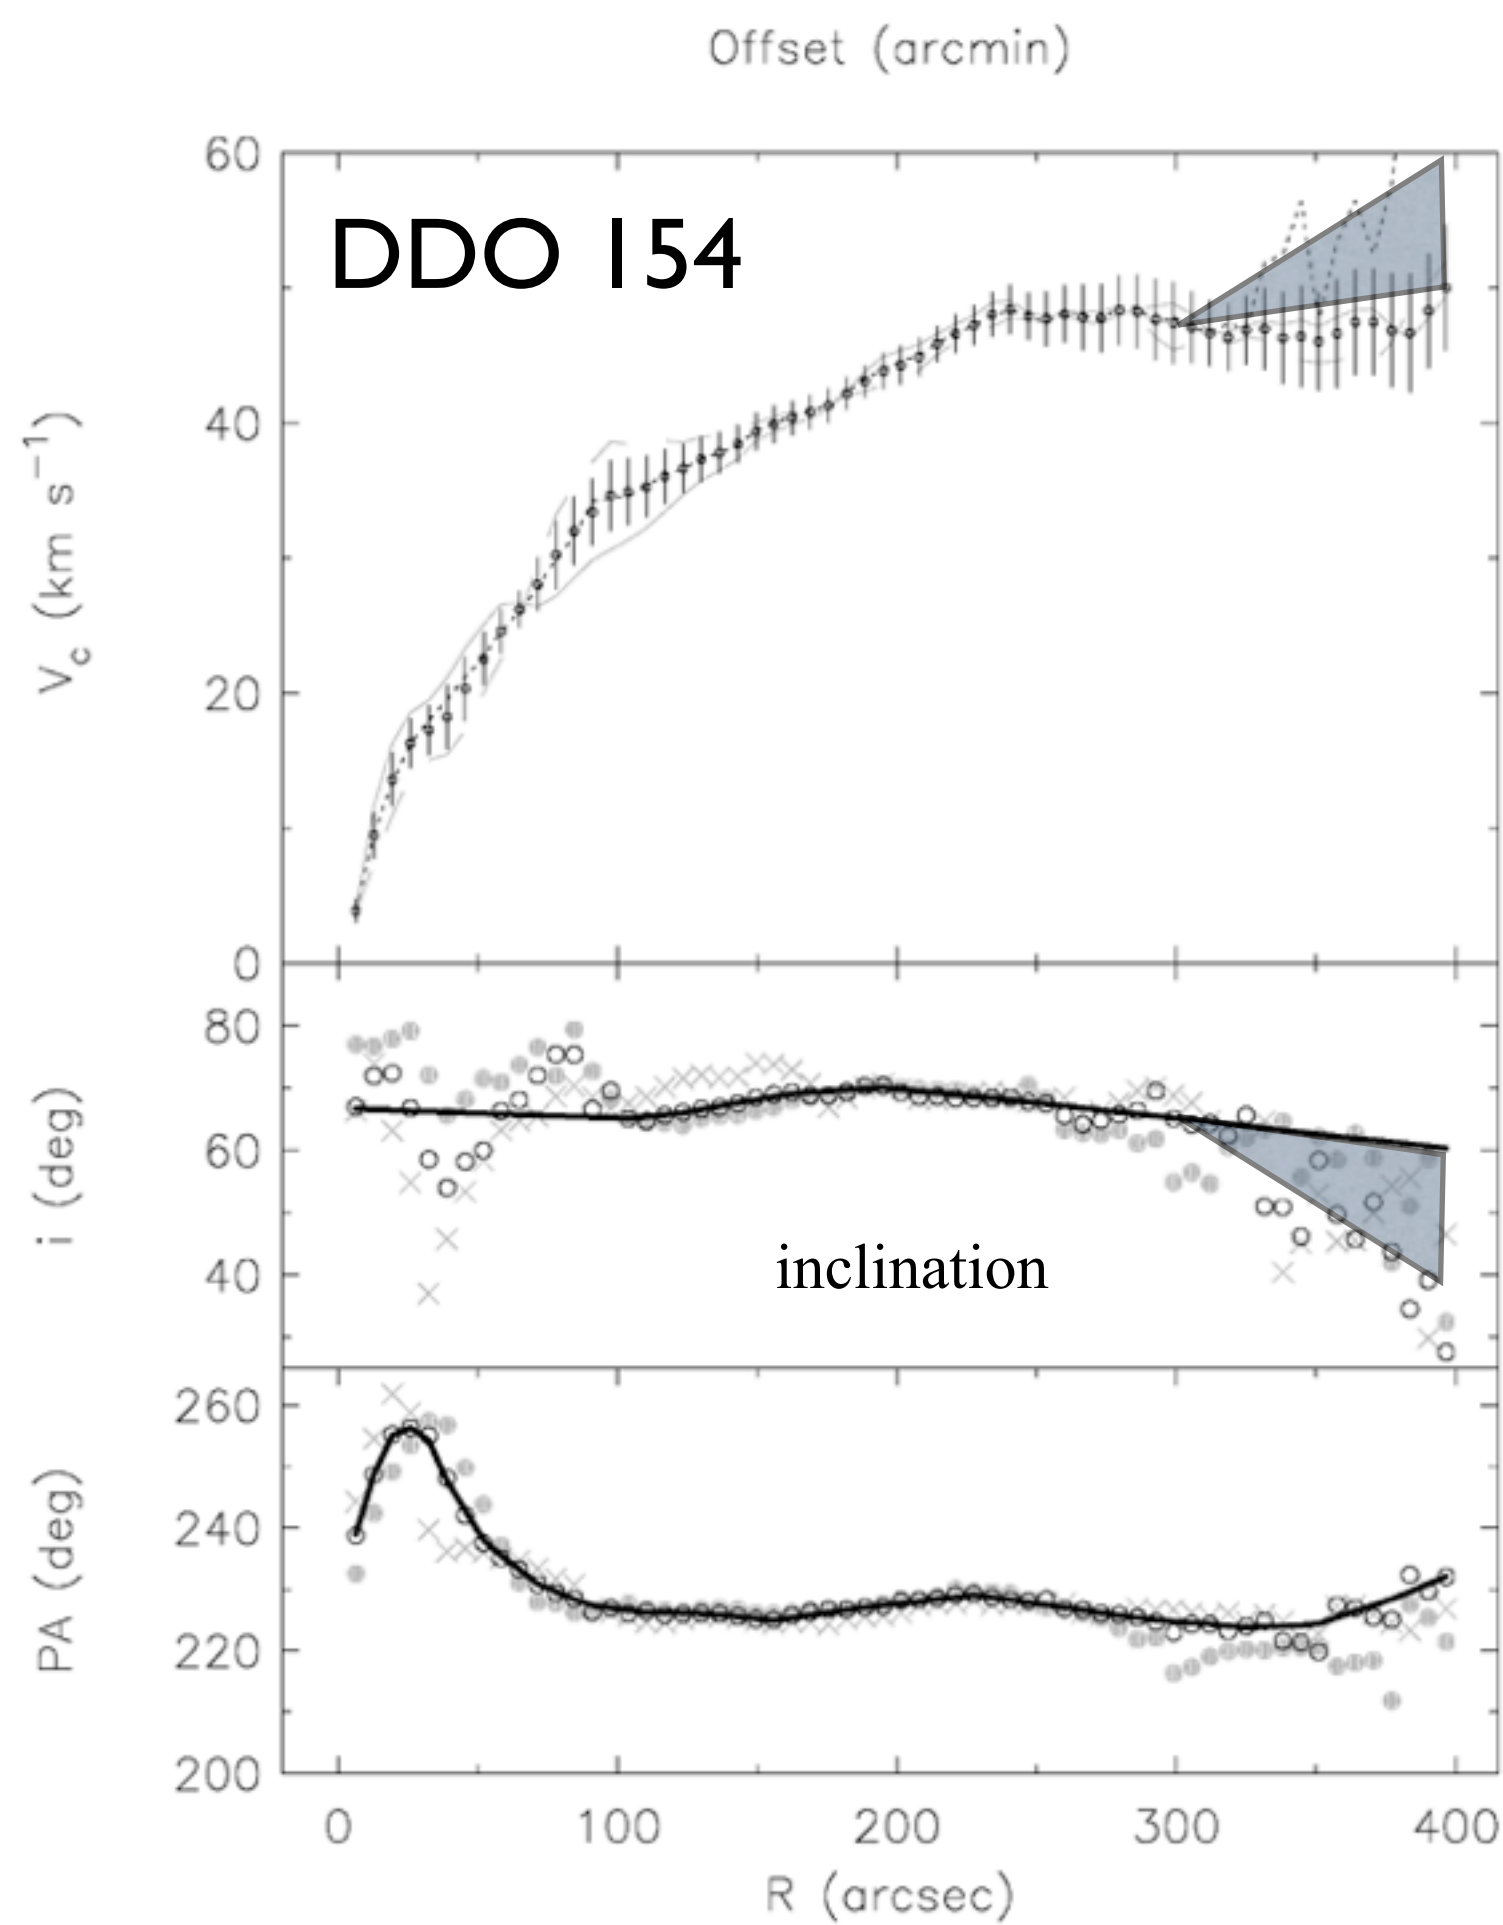 Offset (arcmin)
DDO 154
60
40
20
0
V_c (km s^−1)
80
60
40
i (deg)
inclination
260
240
220
200
PA (deg)
0 100 200 300 400
R (arcsec)